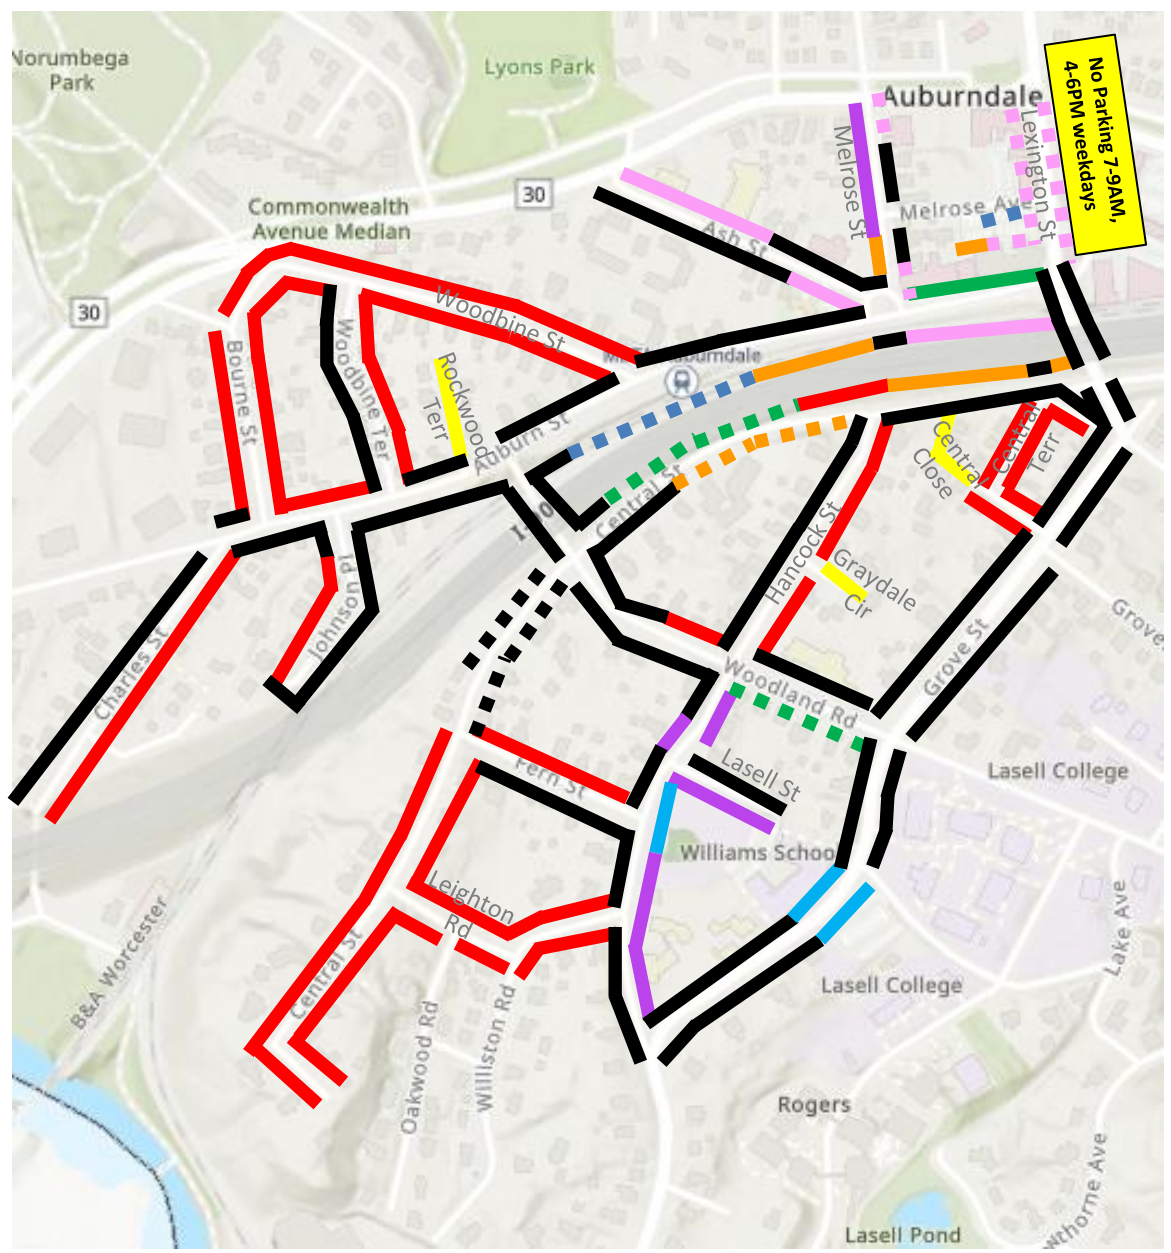 Norumbega
Park
Lyons Park
Auburndale
No Parking 7-9AM,
4-6PM weekdays
Lexington St
Melrose St
Melrose Ave
30
Commonwealth
Avenue Median
Ash St
30
Woodbine St
Bourne St
Woodbine Ter
Rockwood
Terr
Auburn St
Central St
Central
Close
Central
Terr
Hancock St
Graydale
Cir
Charles St
Johnson
Grove St
Grove
Woodland Rd
Lasell St
Fern St
Lasell College
Williams Schoo
Leighton
Rd
Central St
B&A Worcester
Lasell College
Lake Ave
Oakwood Rd
Williston Rd
Rogers
Lasell Pond